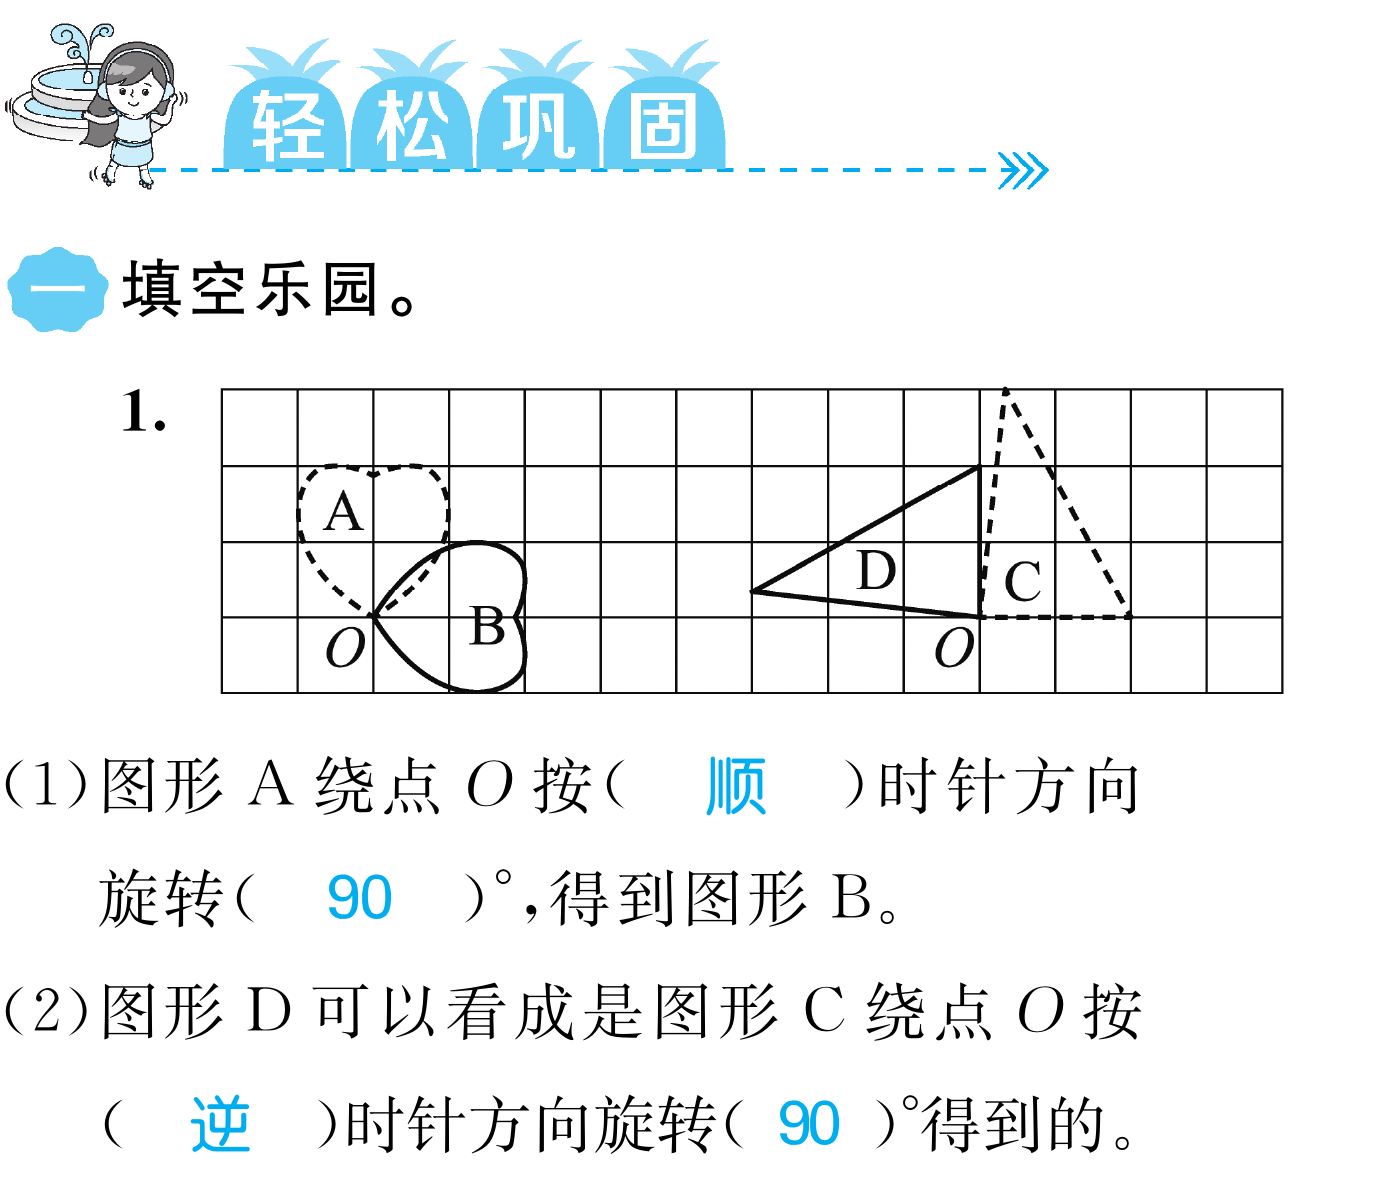 轻松巩固
一 填空乐园。
1.
A
B
O
D
C
O
(1)图形 A 绕点 O 按( 顺 )时针方向
旋转( 90 )°,得到图形 B。
(2)图形 D 可以看成是图形 C 绕点 O 按
( 逆 )时针方向旋转( 90 )°得到的。